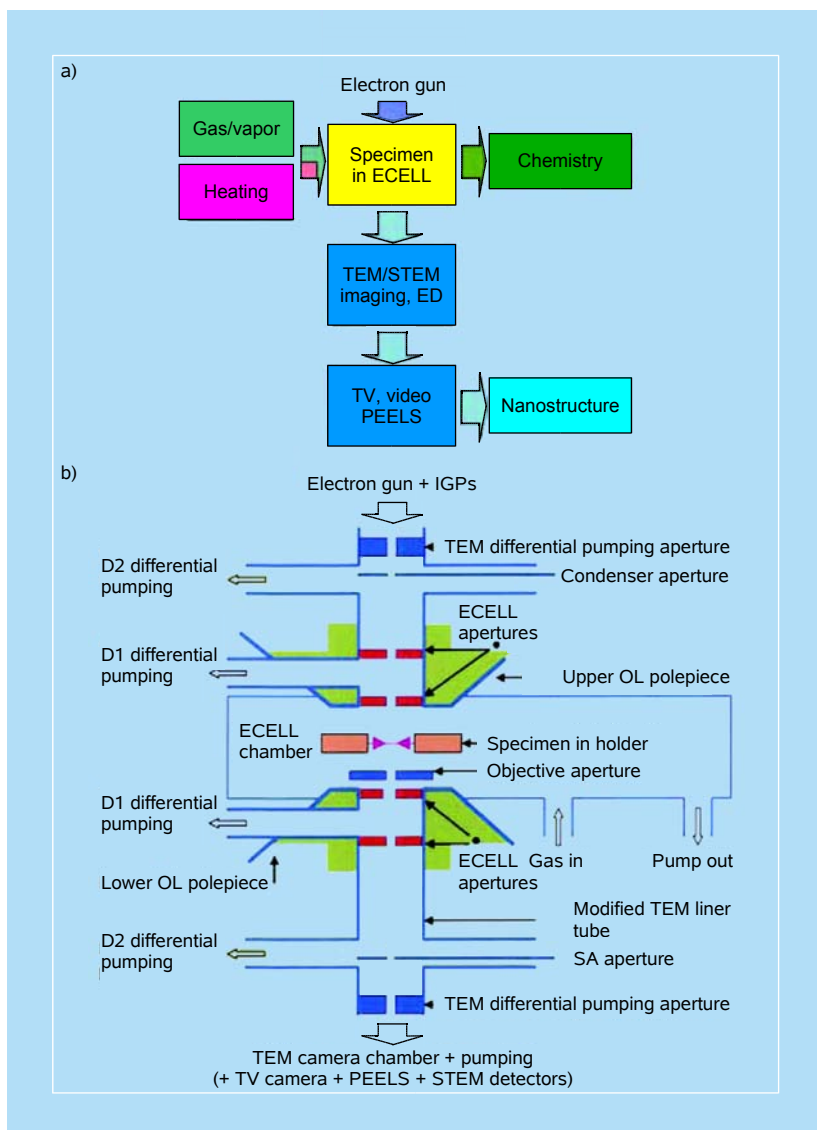 a)
Electron gun
Gas/vapor
Heating
Specimen
in ECELL
Chemistry
TEM/STEM
imaging, ED
TV, video
PEELS
Nanostructure
b)
Electron gun + IGPs
TEM differential pumping aperture
D2 differential
pumping
Condenser aperture
ECELL
apertures
D1 differential
pumping
Upper OL polepiece
ECELL
chamber
Specimen in holder
Objective aperture
D1 differential
pumping
ECELL
apertures
Gas in
Pump out
Lower OL polepiece
Modified TEM liner
tube
D2 differential
pumping
SA aperture
TEM differential pumping aperture
TEM camera chamber + pumping
(+ TV camera + PEELS + STEM detectors)